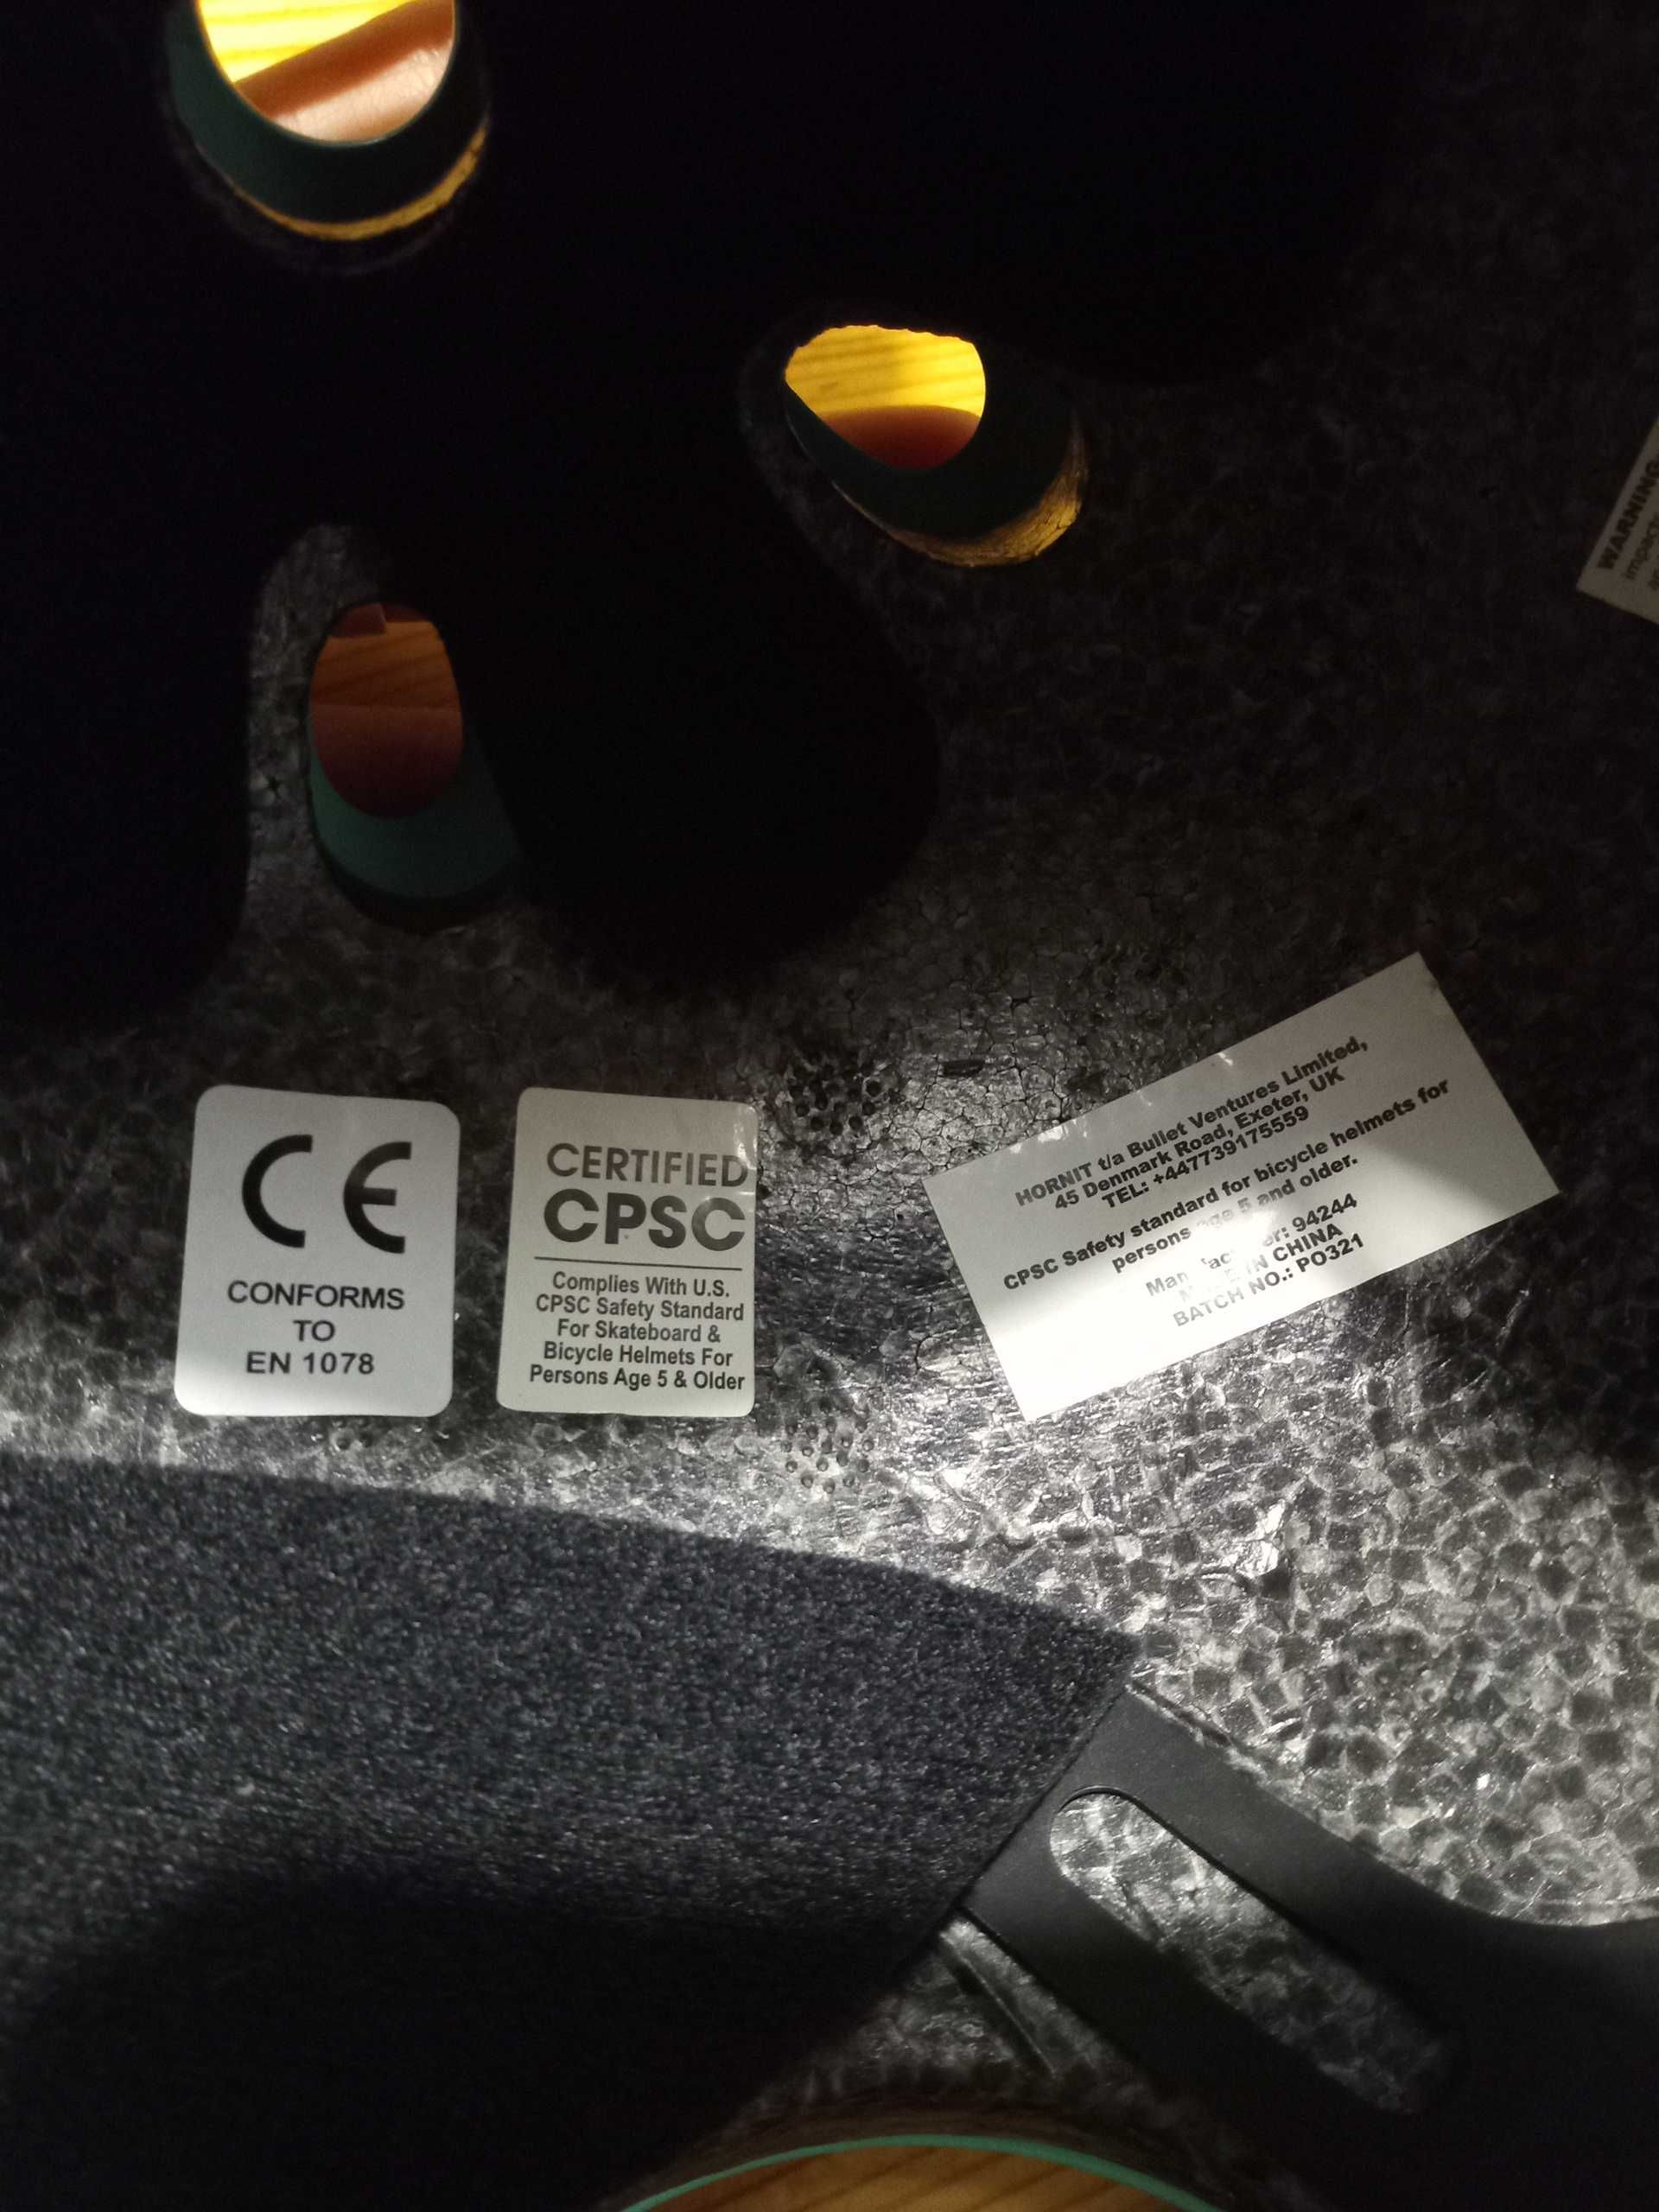 WARNING
CE
CONFORMS
TO
EN 1078
CERTIFIED
CPSC
Complies With U.S.
CPSC Safety Standard
For Skateboard &
Bicycle Helmets For
Persons Age 5 & Older
HORNIT t/a Bullet Ventures Limited,
45 Denmark Road, Exeter, UK
TEL: +447739175559
CPSC Safety standard for bicycle helmets for
persons age 5 and older.
94244
IN CHINA
BATCH NO.: PO321